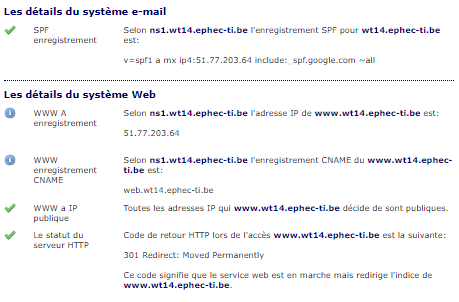 Les détails du système e-mail
SPF enregistrement
Selon ns1.wt14.ephec-ti.be l'enregistrement SPF pour wt14.ephec-ti.be est:
v=spf1 a mx ip4:51.77.203.64 include:_spf.google.com ~all
Les détails du système Web
WWW A enregistrement
Selon ns1.wt14.ephec-ti.be l'adresse IP de www.wt14.ephec-ti.be est:
51.77.203.64
WWW enregistrement CNAME
Selon ns1.wt14.ephec-ti.be l'enregistrement CNAME du www.wt14.ephec-ti.be est:
web.wt14.ephec-ti.be
WWW a IP publique
Toutes les adresses IP qui www.wt14.ephec-ti.be décide de sont publiques.
Le statut du serveur HTTP
Code de retour HTTP lors de l'accès www.wt14.ephec-ti.be est la suivante:
301 Redirect: Moved Permanently
Ce code signifie que le service web est en marche mais redirige l'indice de www.wt14.ephec-ti.be.